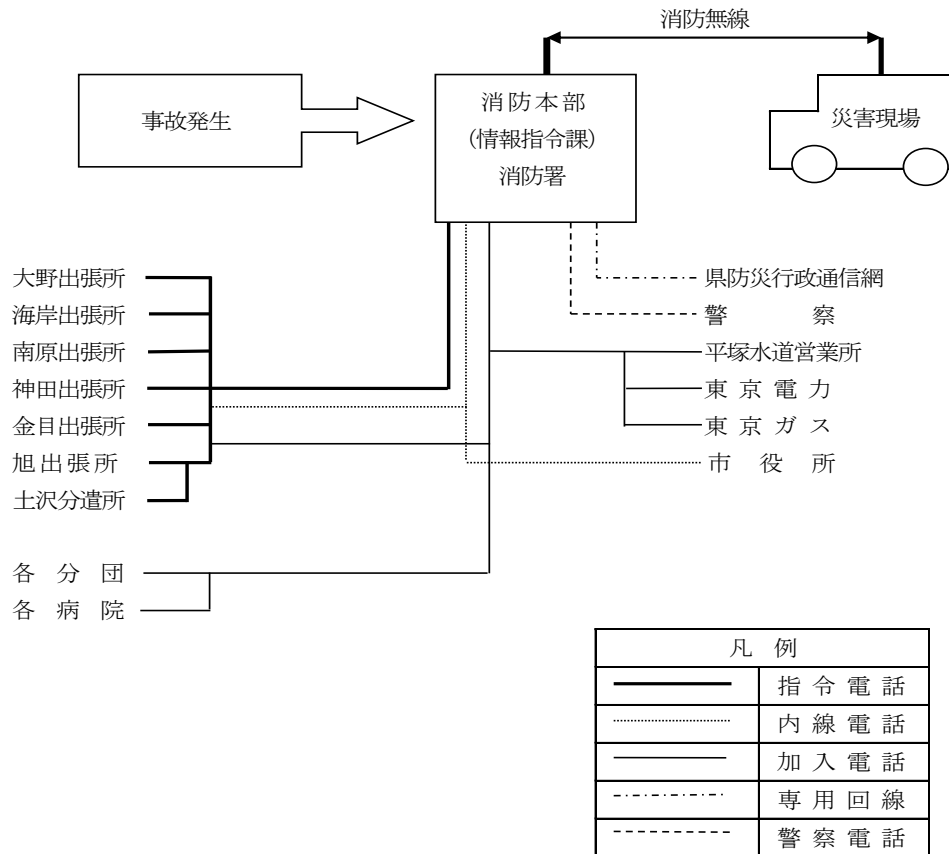 消防無線
事故発生
消防本部
(情報指令課)
消防署
災害現場
大野出張所
海岸出張所
南原出張所
神田出張所
金目出張所
旭出張所
土沢分遣所
各分団
各病院
県防災行政通信網
警察
平塚水道営業所
東京電力
東京ガス
市役所
凡例
指令電話
内線電話
加入電話
専用回線
警察電話